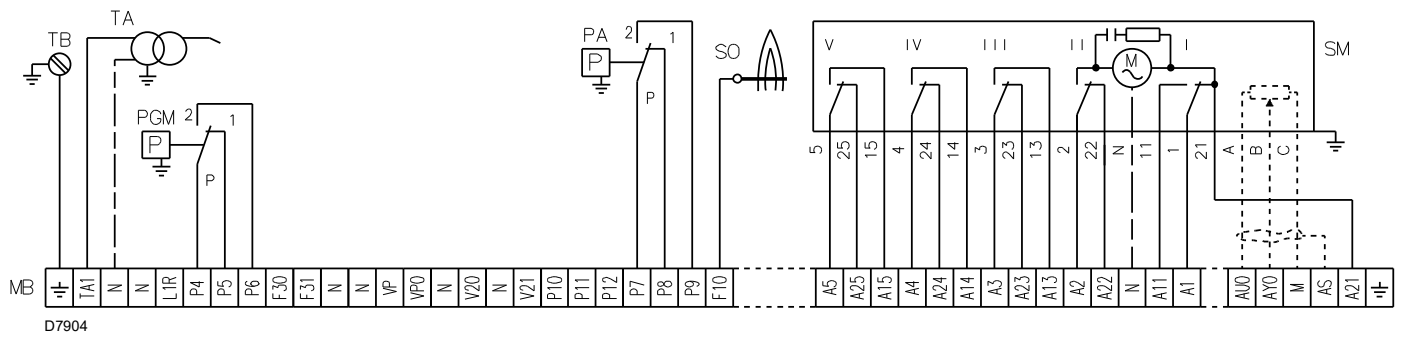 TA
TB
PGM
P
2
1
P
PA
P
2
1
P
SO
V
IV
III
II
I
M
SM
5
25
15
4
24
14
3
23
13
2
22
N
11
1
21
A
B
C
MB
TA1
N
N
L1R
P4
P5
P6
F30
F31
N
N
VP
VP0
N
V20
N
V21
P10
P11
P12
P7
P8
P9
F10
A5
A25
A15
A4
A24
A14
A3
A23
A13
A2
A22
N
A11
A1
AU0
AY0
M
AS
A21
D7904